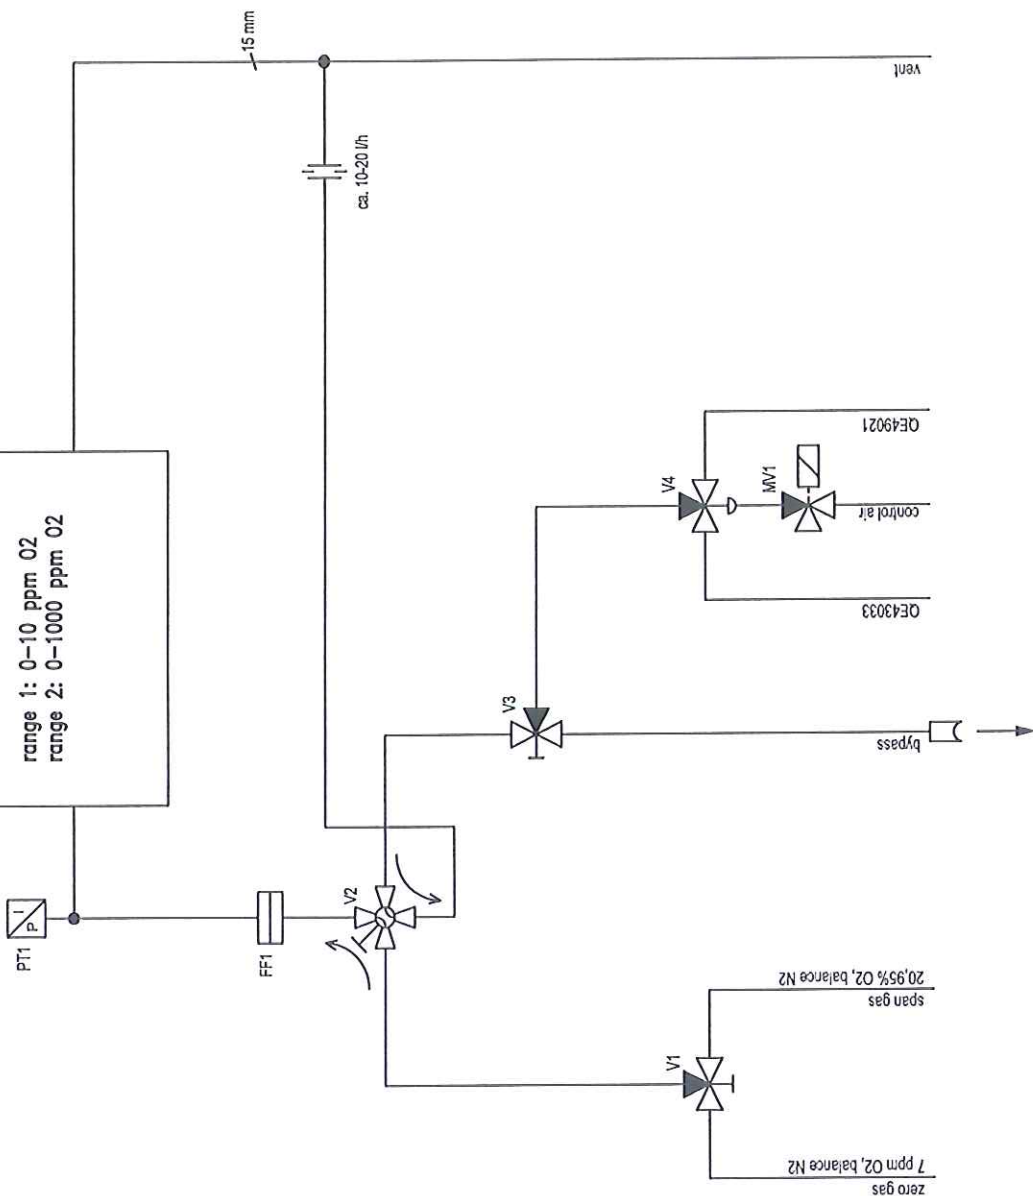 15 mm
vent
ca. 10-20 l/h
range 1: 0-10 ppm O2
range 2: 0-1000 ppm O2
QE49021
V4
MV1
control air
QE43033
V3
bypass
PT1
P I
FF1
V2
20,95% O2, balance N2
span gas
V1
7 ppm O2, balance N2
zero gas